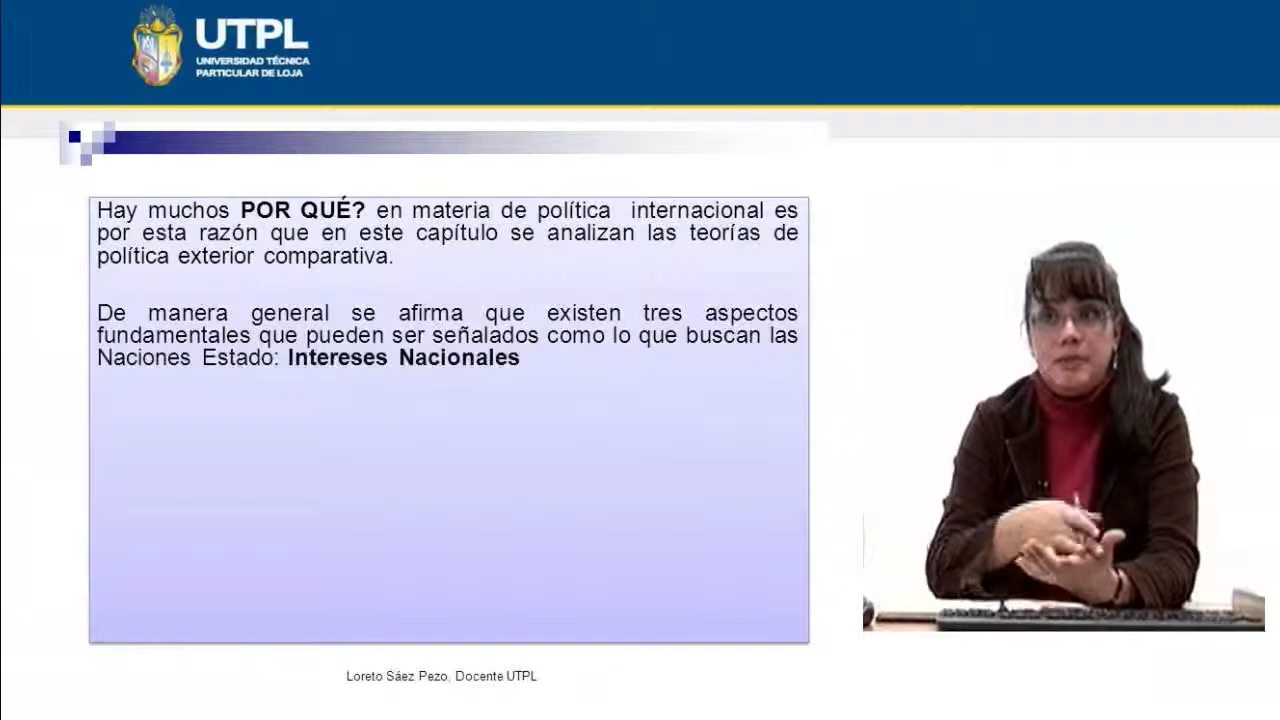 UTPL
UNIVERSIDAD TÉCNICA
PARTICULAR DE LOJA
Hay muchos POR QUÉ? en materia de política internacional es
por esta razón que en este capítulo se analizan las teorías de
política exterior comparativa.
De manera general se afirma que existen tres aspectos
fundamentales que pueden ser señalados como lo que buscan las
Naciones Estado: Intereses Nacionales
Loreto Sáez Pezo, Docente UTPL